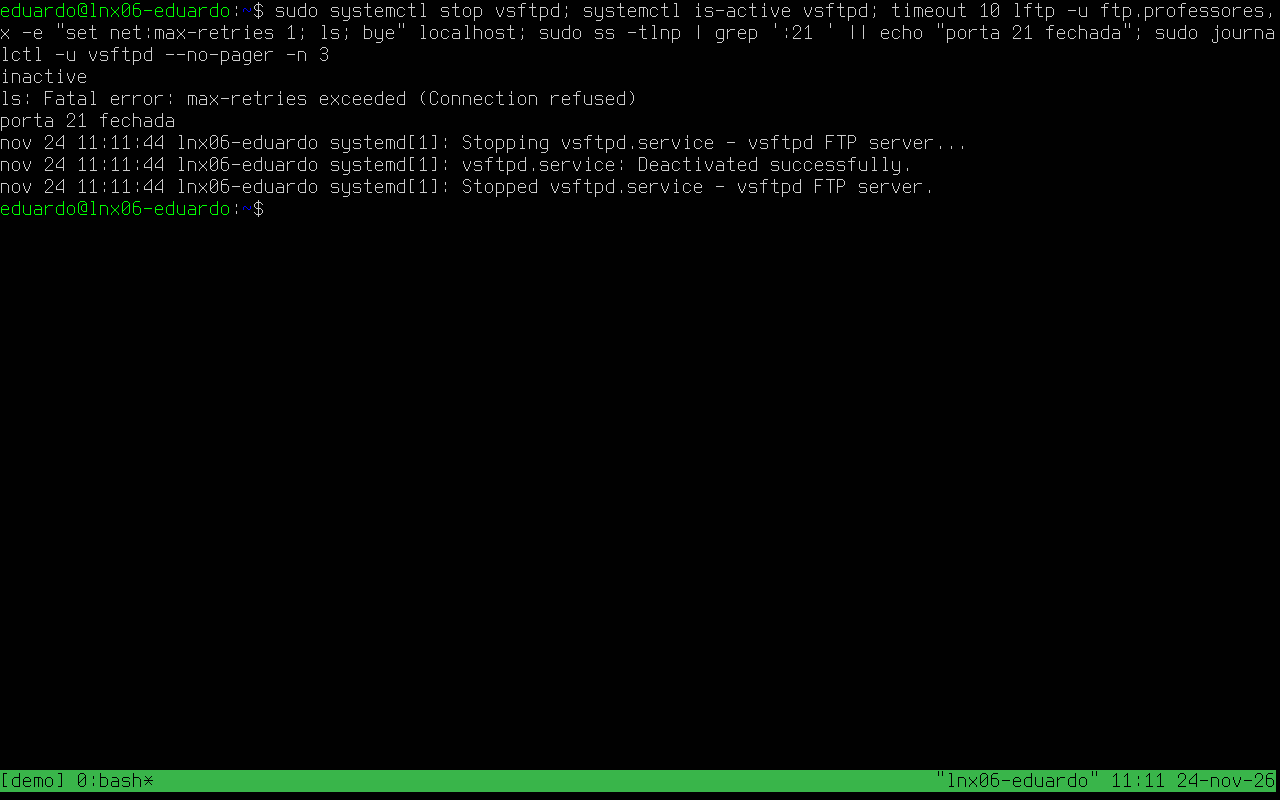 eduardo@lnx06-eduardo:~$ sudo systemctl stop vsftpd; systemctl is-active vsftpd; timeout 10 lftp -u ftp.professores,
x -e "set net:max-retries 1; ls; bye" localhost; sudo ss -tlnp | grep ':21 ' || echo "porta 21 fechada"; sudo journa
lctl -u vsftpd --no-pager -n 3
inactive
ls: Fatal error: max-retries exceeded (Connection refused)
porta 21 fechada
nov 24 11:11:44 lnx06-eduardo systemd[1]: Stopping vsftpd.service - vsftpd FTP server...
nov 24 11:11:44 lnx06-eduardo systemd[1]: vsftpd.service: Deactivated successfully.
nov 24 11:11:44 lnx06-eduardo systemd[1]: Stopped vsftpd.service - vsftpd FTP server.
eduardo@lnx06-eduardo:~$
[demo] 0:bash* "lnx06-eduardo" 11:11 24-nov-26